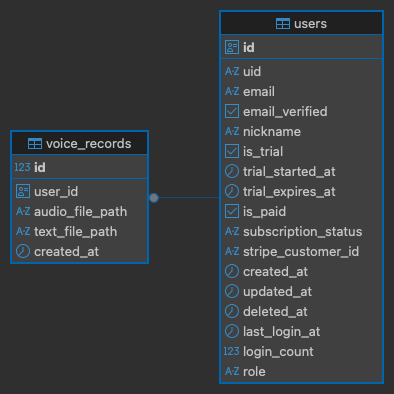 voice_records
123 id
user_id
A-Z audio_file_path
A-Z text_file_path
created_at
users
id
A-Z uid
A-Z email
email_verified
A-Z nickname
is_trial
trial_started_at
trial_expires_at
is_paid
A-Z subscription_status
A-Z stripe_customer_id
created_at
updated_at
deleted_at
last_login_at
123 login_count
A-Z role